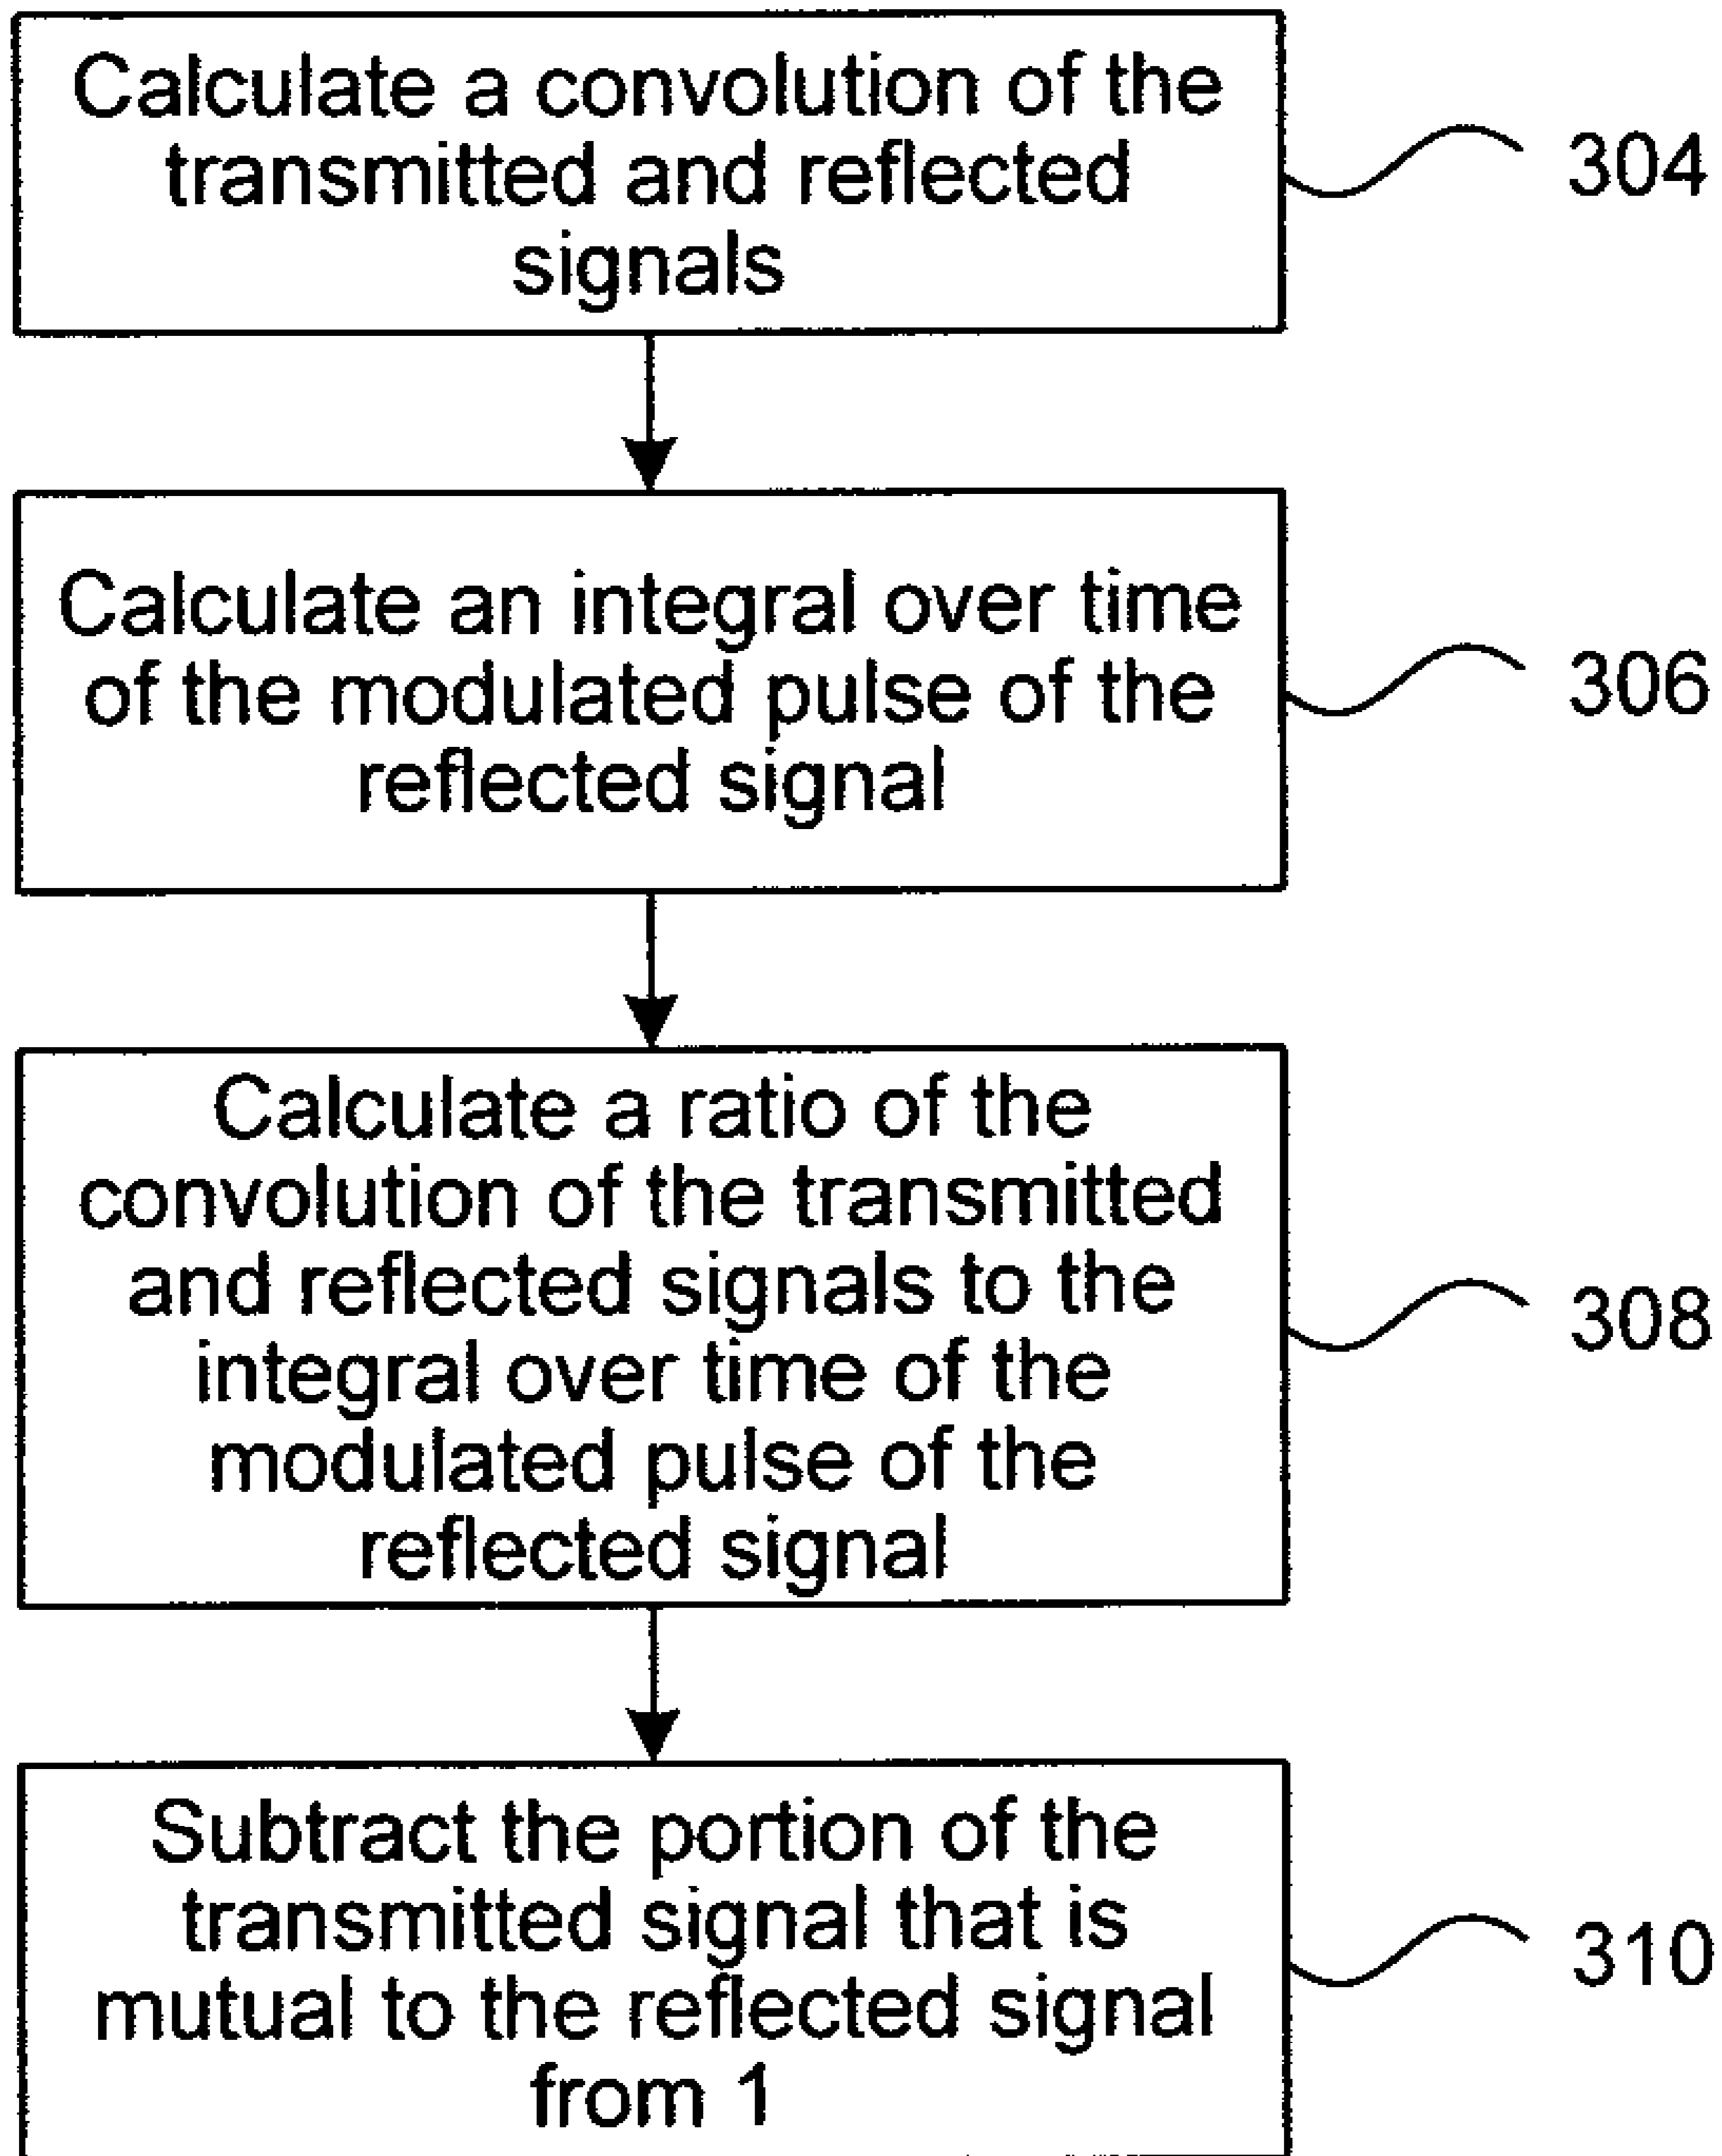 Calculate a convolution of the
transmitted and reflected
signals
304
Calculate an integral over time
of the modulated pulse of the
reflected signal
306
Calculate a ratio of the
convolution of the transmitted
and reflected signals to the
integral over time of the
modulated pulse of the
reflected signal
308
Subtract the portion of the
transmitted signal that is
mutual to the reflected signal
from 1
310